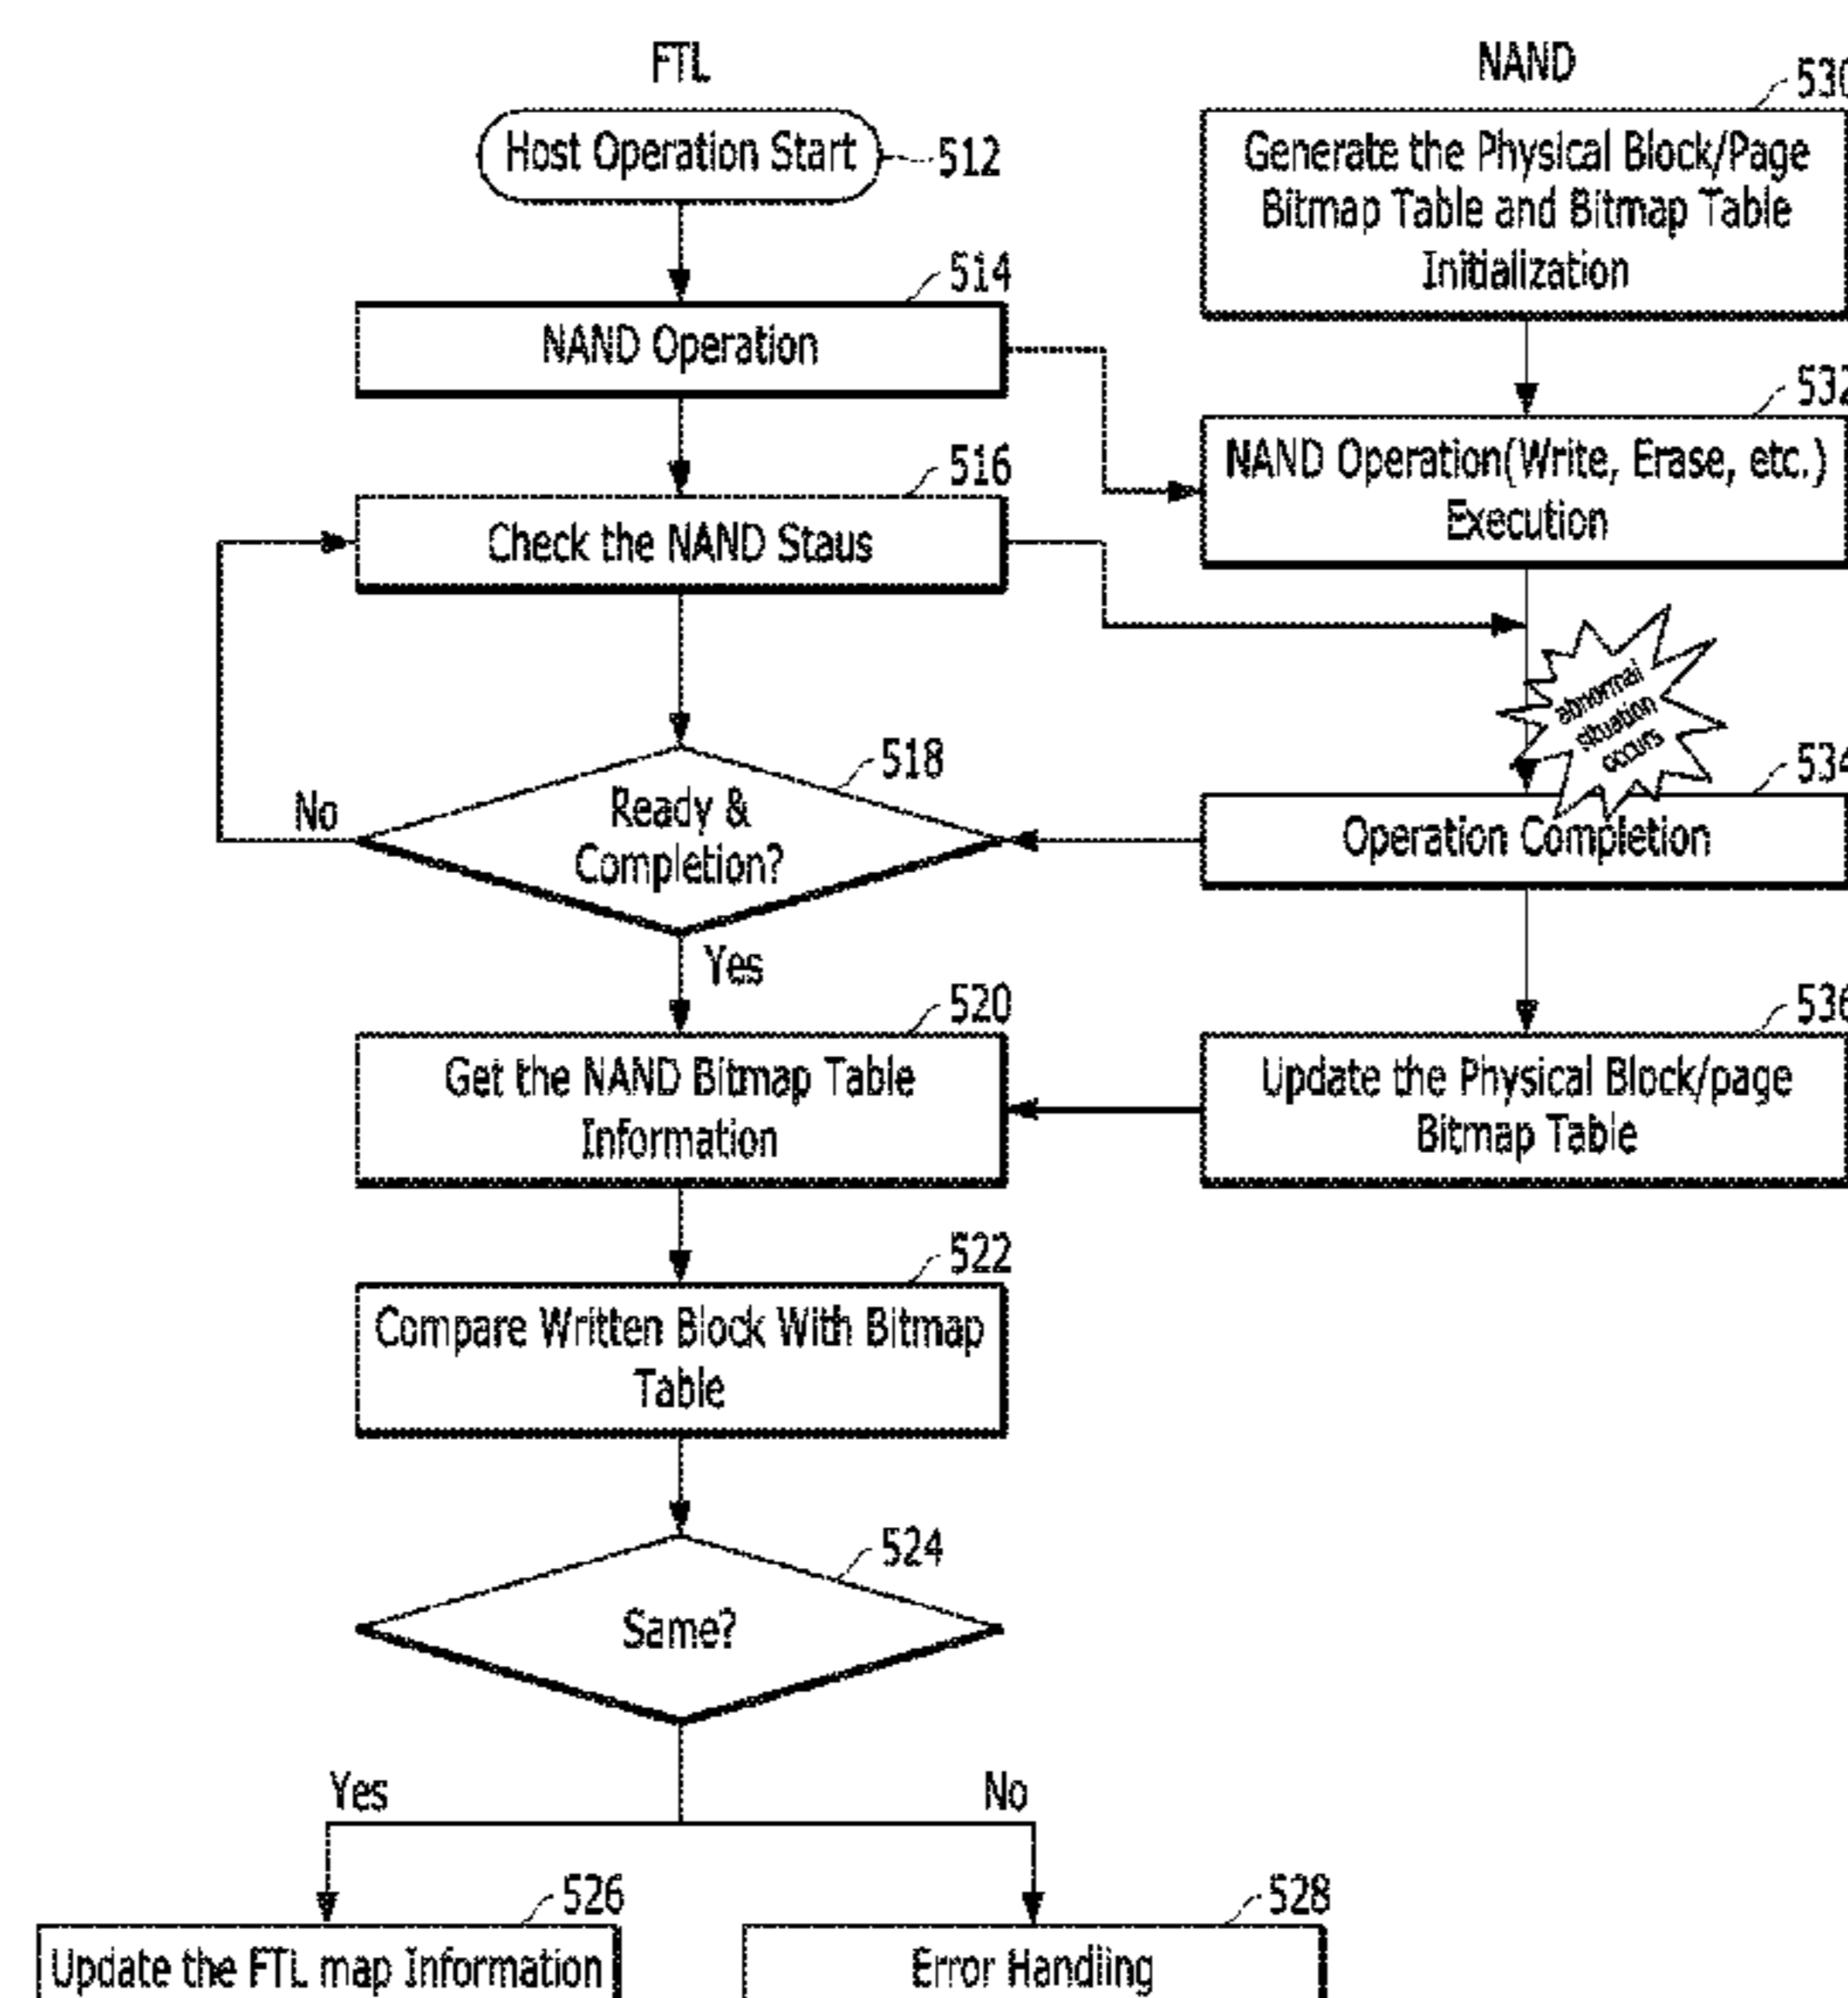 FTL
NAND
530
Host Operation Start
512
Generate the Physical Block/Page
Bitmap Table and Bitmap Table
Initialization
514
NAND Operation
532
NAND Operation(Write, Erase, etc.)
Execution
516
Check the NAND Staus
abnormal
situation
occurs
518
Ready &
Completion?
No
Yes
534
Operation Completion
520
Get the NAND Bitmap Table
Information
536
Update the Physical Block/page
Bitmap Table
522
Compare Written Block With Bitmap
Table
524
Same?
Yes
No
526
Update the FTL map Information
528
Error Handling